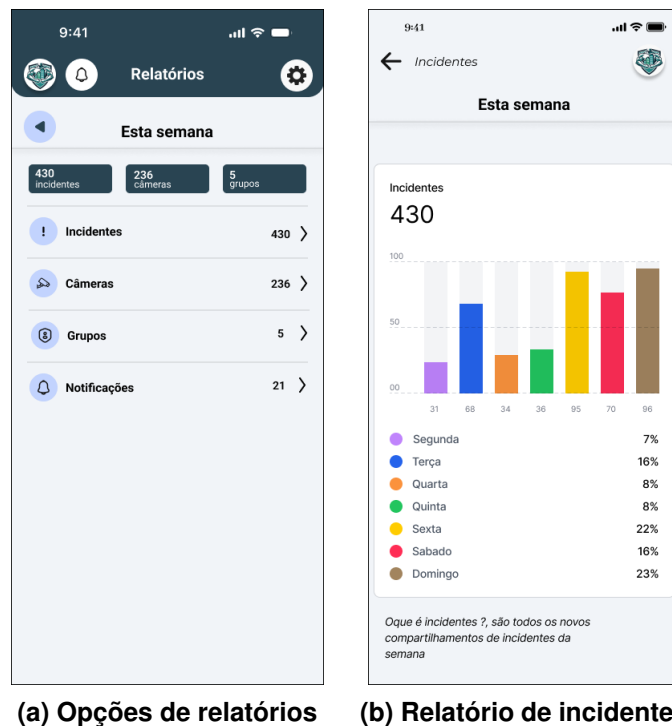 9:41
Relatórios
Esta semana
430
incidentes
236
câmeras
5
grupos
! Incidentes 430
Câmeras 236
Grupos 5
Notificações 21
(a) Opções de relatórios
9:41
Incidentes
Esta semana
Incidentes
430
100
50
00
31 68 34 36 95 70 96
Segunda 7%
Terça 16%
Quarta 8%
Quinta 8%
Sexta 22%
Sabado 16%
Domingo 23%
Oque é incidentes ?, são todos os novos
compartilhamentos de incidentes da
semana
(b) Relatório de incidente